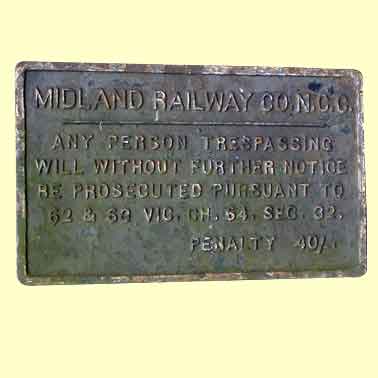 MIDLAND RAILWAY CO. N.C.C.
ANY PERSON TRESPASSING
WILL WITHOUT FURTHER NOTICE
BE PROSECUTED PURSUANT TO
62 & 63 VIC. CH. 64. SEC. 32.
PENALTY 40/.